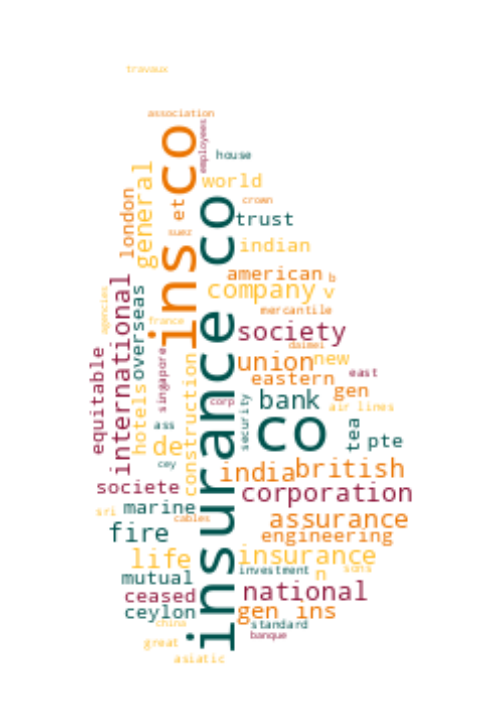 travaux
association
ins co
employees
house
world
general
london
et
crown
insurance co
trust
suez
indian
american
b
company
v
international
overseas
agencies
mercantile
france
society
daimei
equitable
singapore
construction
union
new
eastern
east
hotels
corp
security
bank
gen
air lines
ass
co
tea
pte
de
cey
india
british
societe
corporation
sri
marine
cables
assurance
fire
engineering
life
insurance
mutual
investment
n
sons
ceased
national
ceylon
gen ins
china
standard
banque
great
asiatic